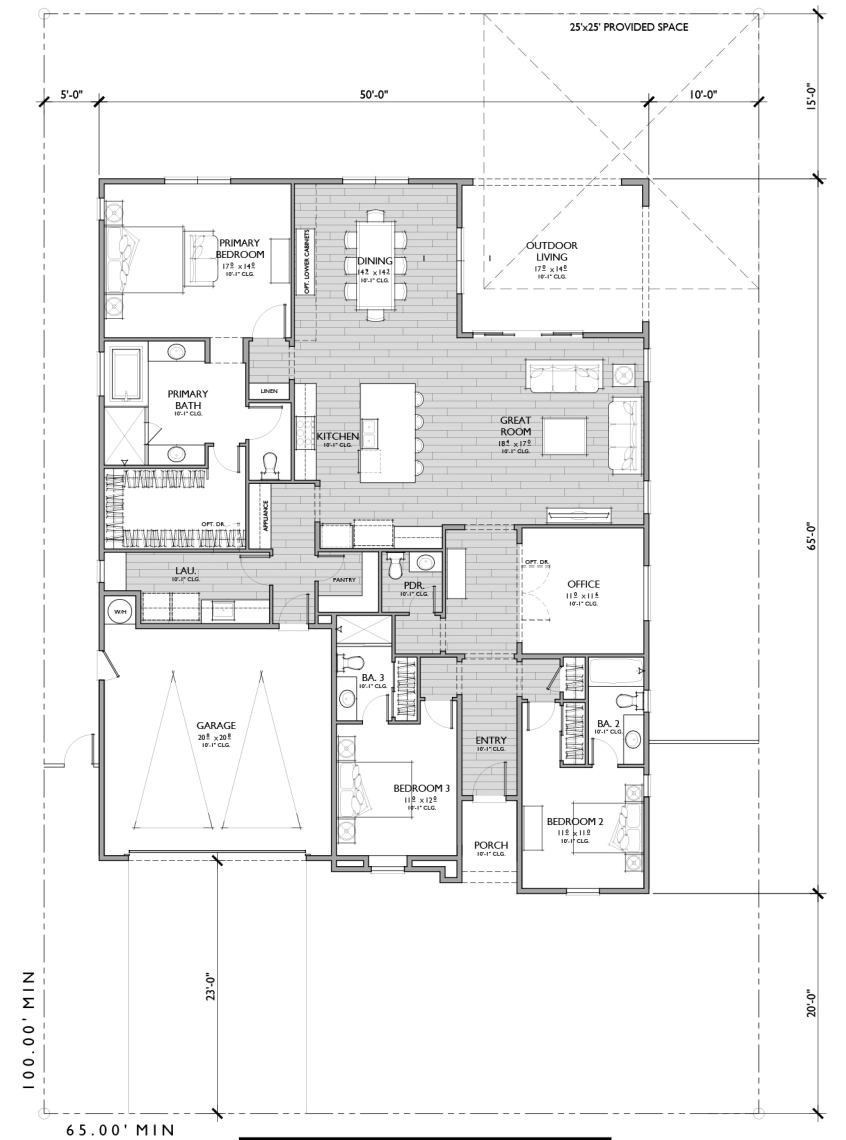 25'x25' PROVIDED SPACE
5'-0"
50'-0"
10'-0"
15'-0"
PRIMARY
BEDROOM
17⁰ x 14⁰
10'-1" CLG.
OPT. LOWER CABINETS
DINING
14² x 14²
10'-1" CLG.
OUTDOOR
LIVING
17⁰ x 14⁰
10'-1" CLG.
LINEN
PRIMARY
BATH
10'-1" CLG.
KITCHEN
10'-1" CLG.
GREAT
ROOM
18⁴ x 17⁰
10'-1" CLG.
APPLIANCE
OPT. DR.
65'-0"
LAU.
10'-1" CLG.
PANTRY
PDR.
10'-1" CLG.
OPT. DR.
OFFICE
11⁰ x 11⁴
10'-1" CLG.
W/H
BA. 3
10'-1" CLG.
GARAGE
20⁰ x 20⁰
10'-1" CLG.
ENTRY
10'-1" CLG.
BA. 2
10'-1" CLG.
BEDROOM 3
11⁰ x 12⁰
10'-1" CLG.
BEDROOM 2
11⁰ x 11⁰
10'-1" CLG.
PORCH
10'-1" CLG.
23'-0"
20'-0"
100.00' MIN
65.00' MIN